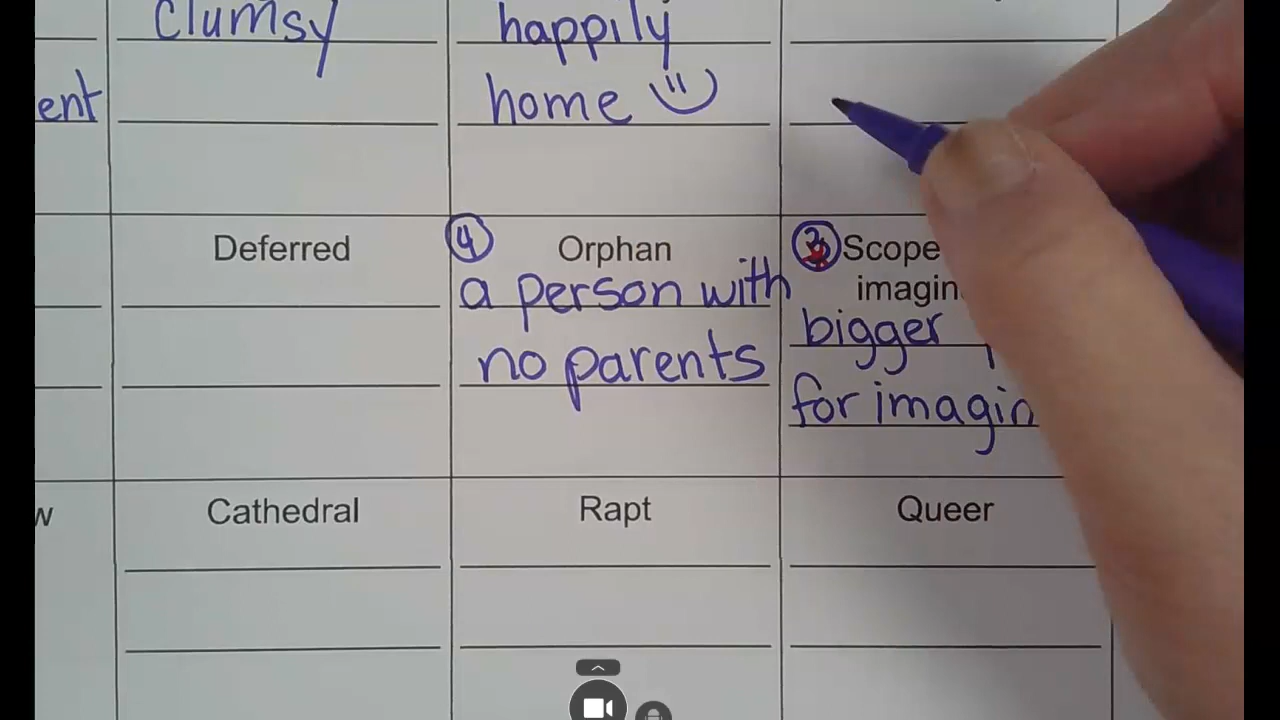 clumsy
happily
ent
home
Deferred
④
Orphan
Scope
a person with
imagin
bigger
no parents
for imagin
w
Cathedral
Rapt
Queer